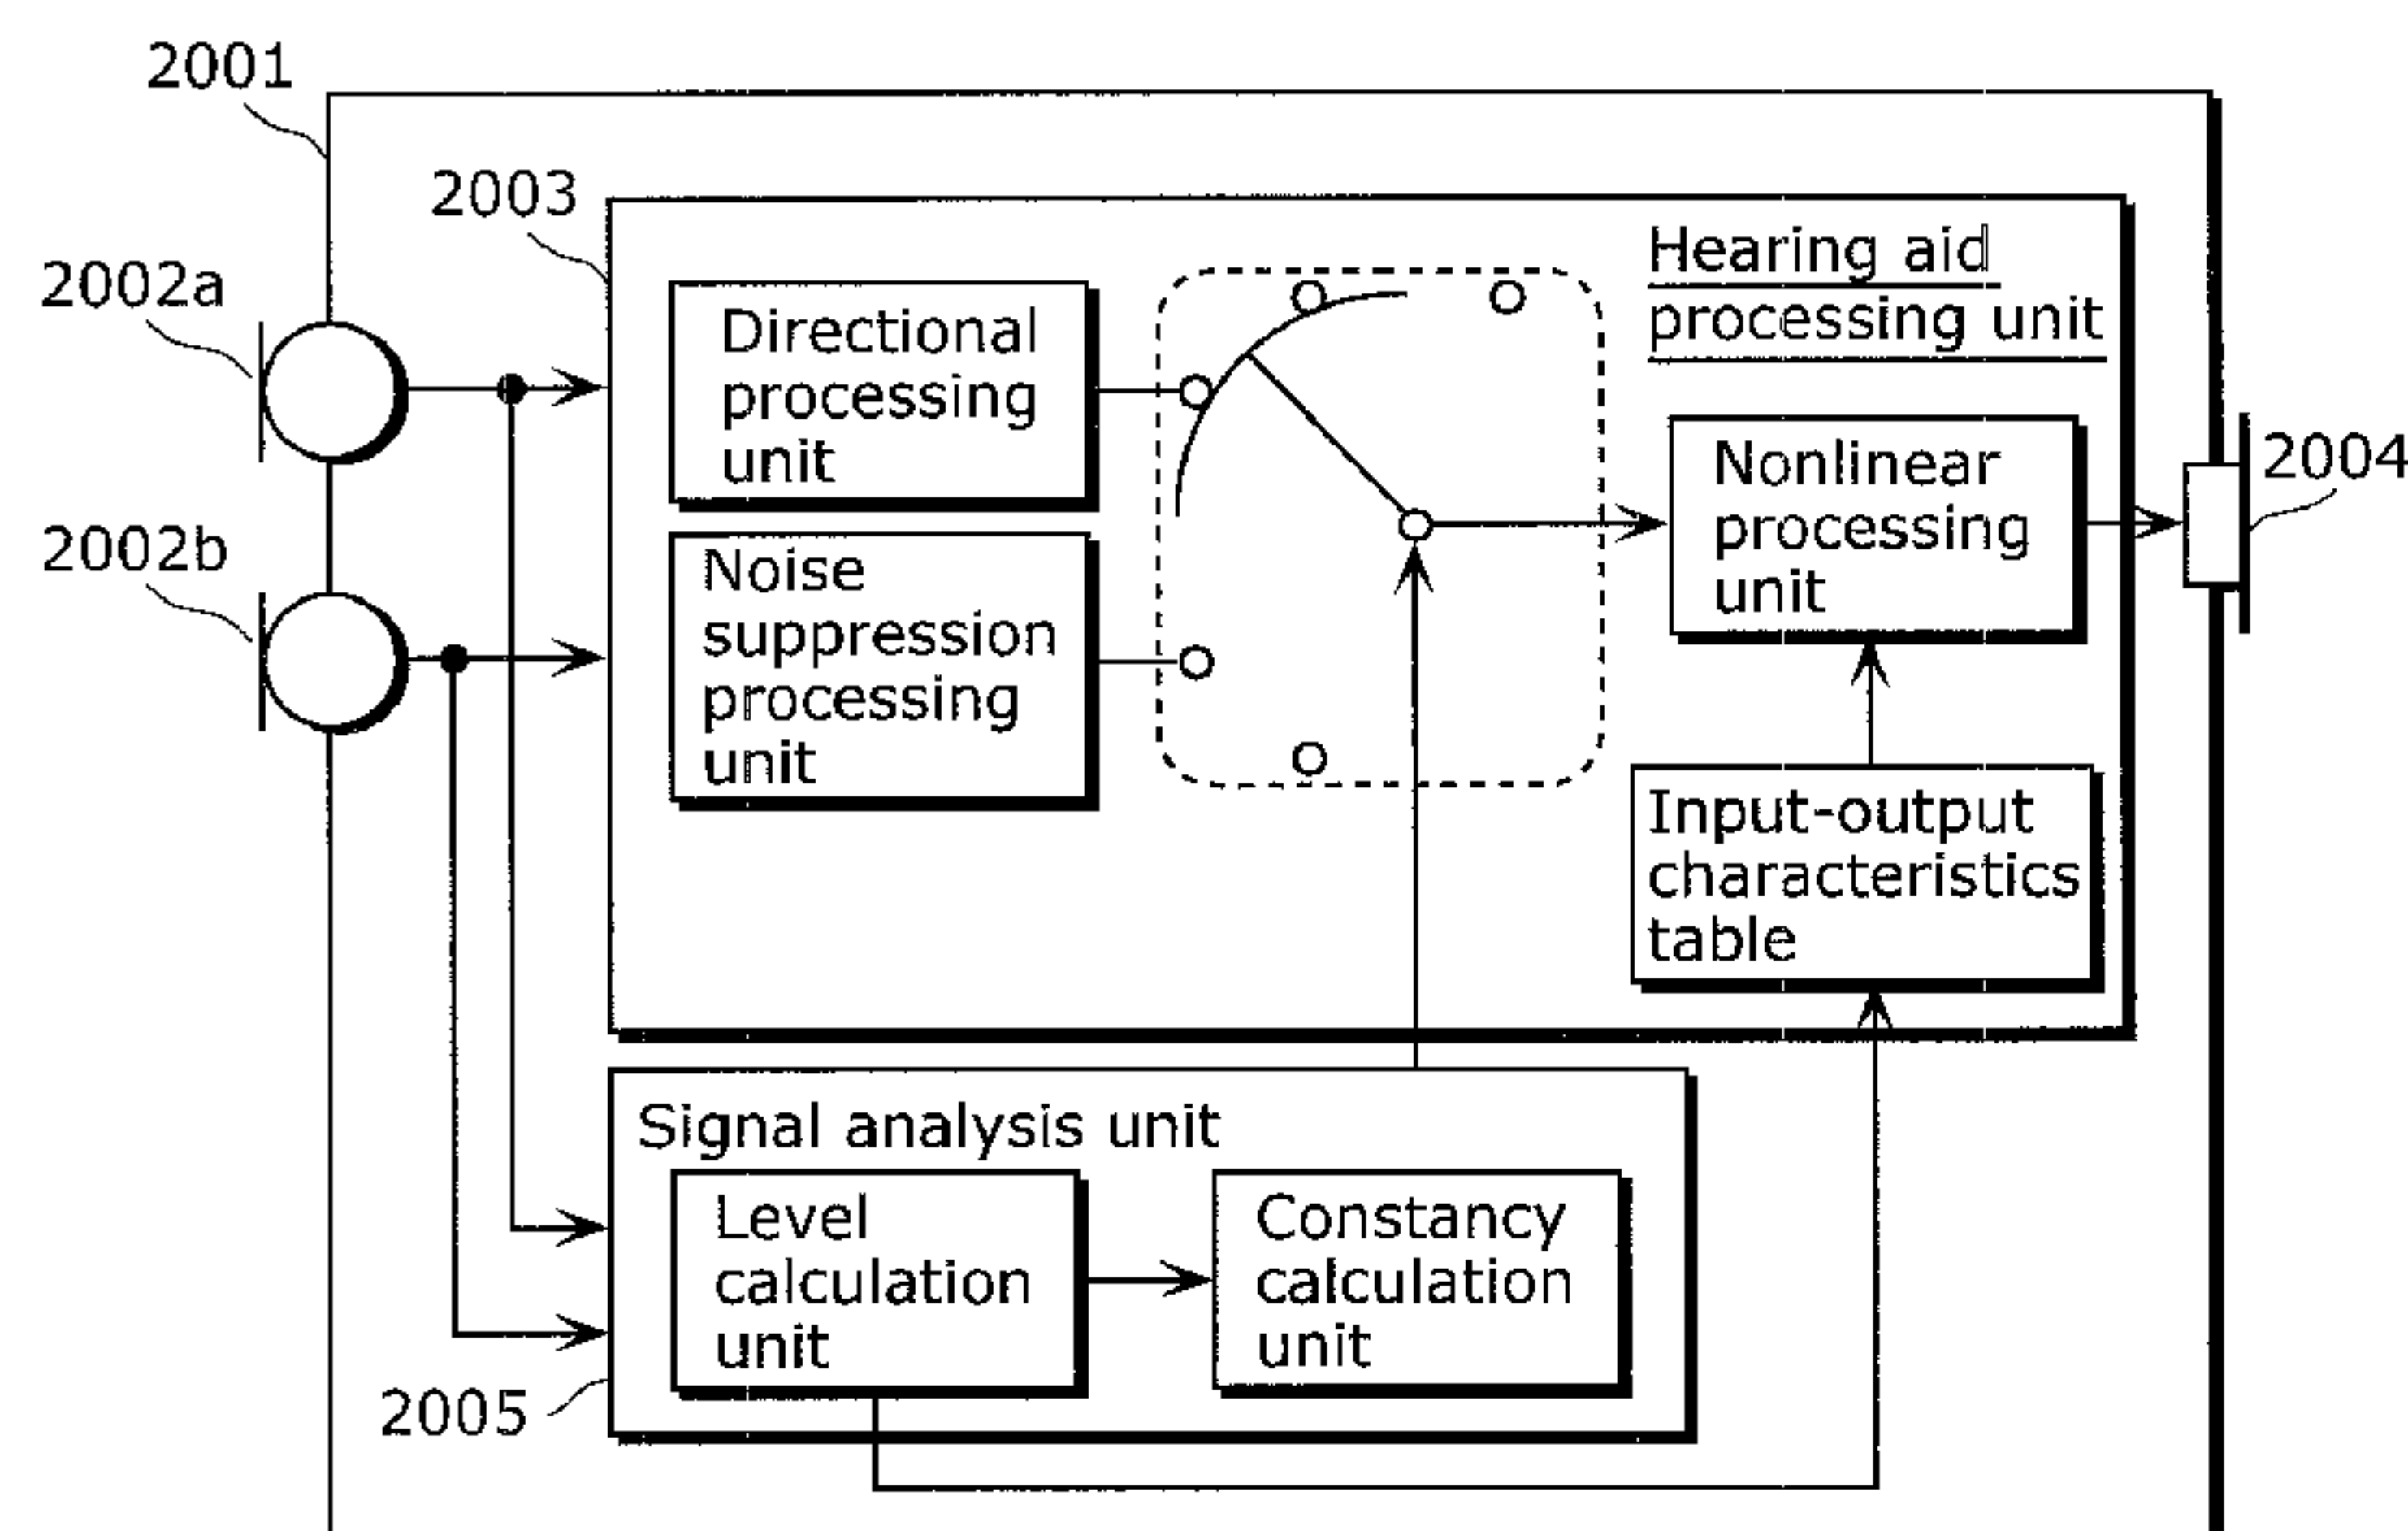 2001
2003
2002a
2002b
Directional
processing
unit
Noise
suppression
processing
unit
Hearing aid
processing unit
Nonlinear
processing
unit
2004
Input-output
characteristics
table
Signal analysis unit
Level
calculation
unit
Constancy
calculation
unit
2005